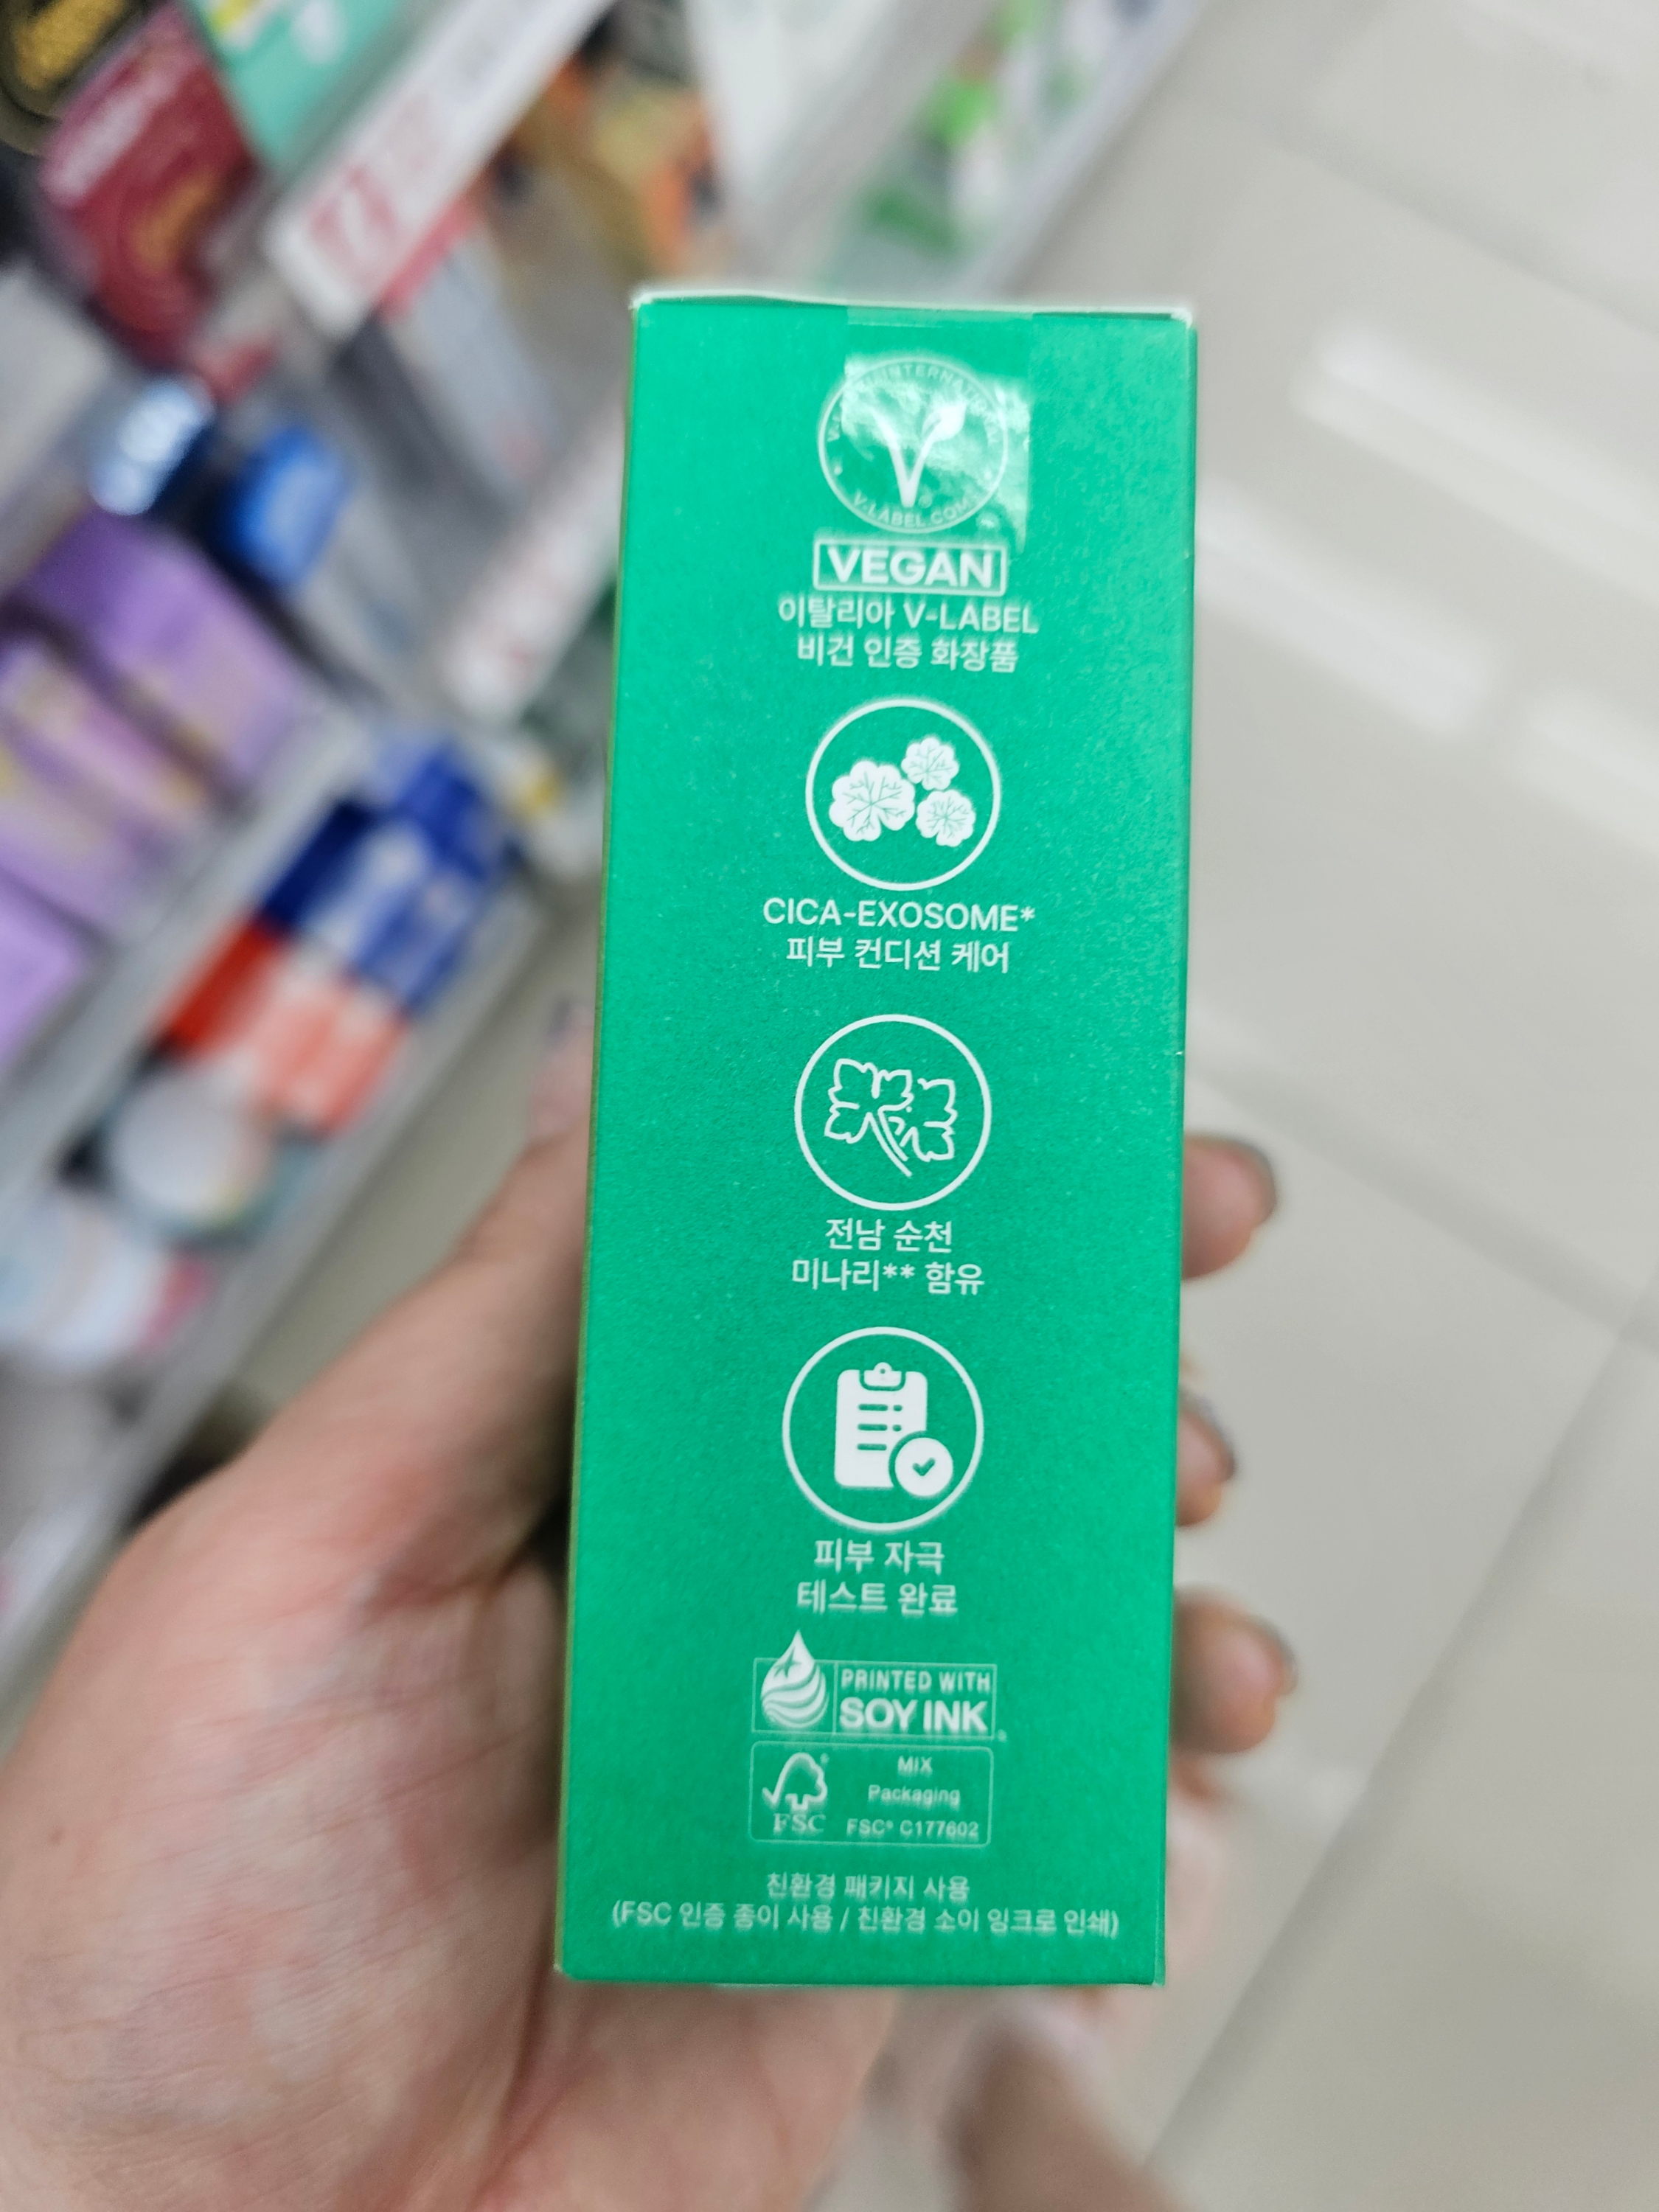 V-LABEL.COM
VEGAN
이탈리아 V-LABEL
비건 인증 화장품
CICA-EXOSOME*
피부 컨디션 케어
전남 순천
미나리** 함유
피부 자극
테스트 완료
PRINTED WITH
SOY INK
MIX
Packaging
FSC
FSC® C177602
친환경 패키지 사용
(FSC 인증 종이 사용 / 친환경 소이 잉크로 인쇄)